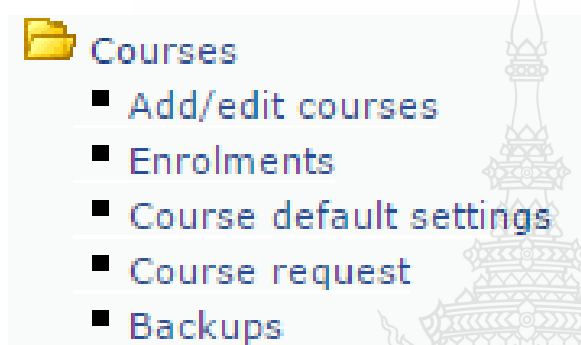 Courses
Add/edit courses
Enrolments
Course default settings
Course request
Backups